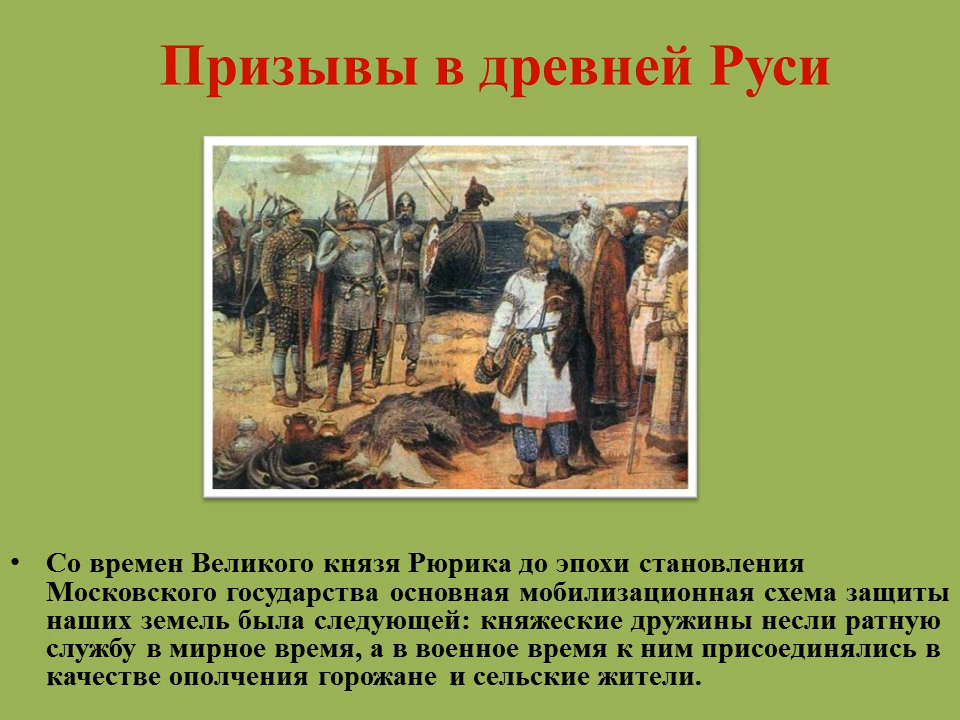 Призывы в древней Руси
• Со времен Великого князя Рюрика до эпохи становления
Московского государства основная мобилизационная схема защиты
наших земель была следующей: княжеские дружины несли ратную
службу в мирное время, а в военное время к ним присоединялись в
качестве ополчения горожане и сельские жители.